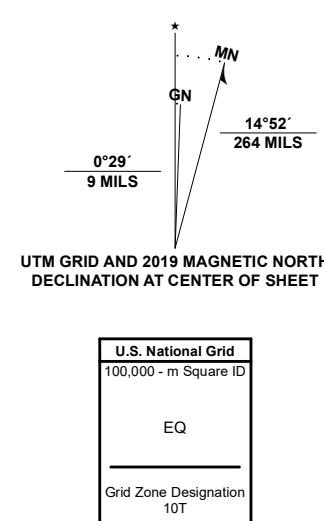 ★
MN
GN
14°52´
264 MILS
0°29´
9 MILS
UTM GRID AND 2019 MAGNETIC NORTH
DECLINATION AT CENTER OF SHEET
U.S. National Grid
100,000 - m Square ID
EQ
Grid Zone Designation
10T